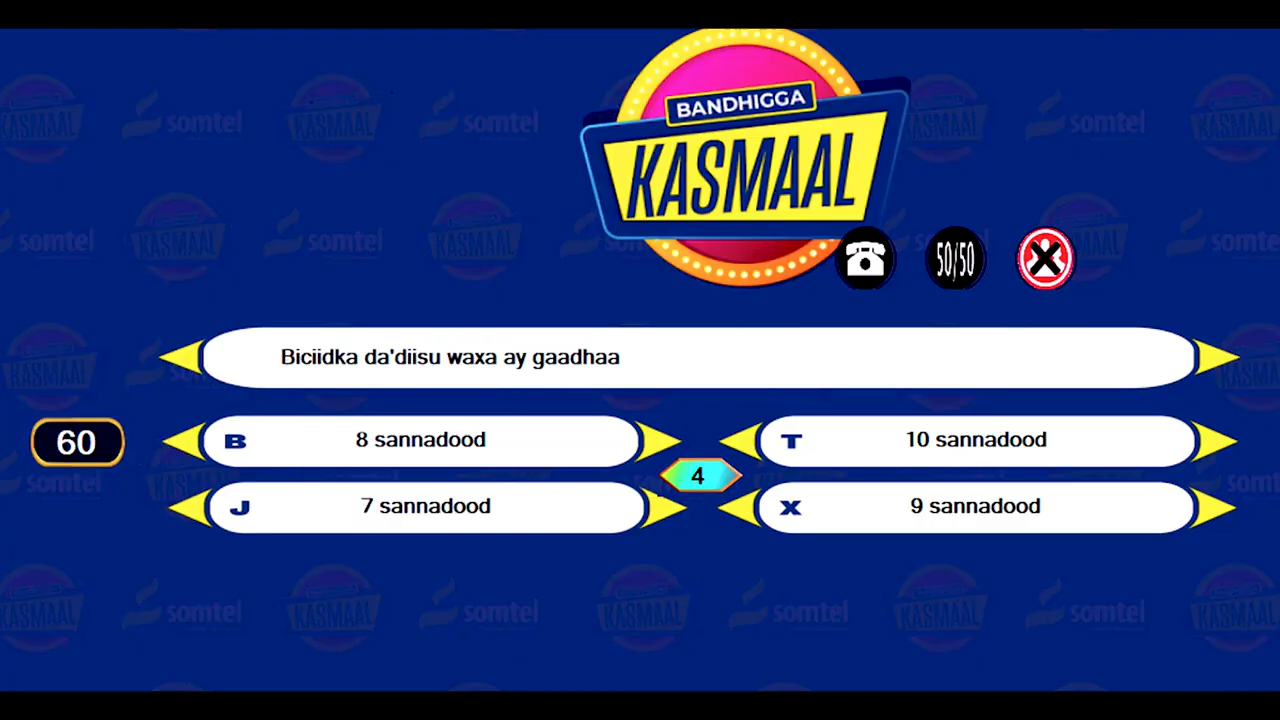 BANDHIGGA
KASMAAL
50/50
Biciidka da'diisu waxa ay gaadhaa
60
B 8 sannadood
T 10 sannadood
4
J 7 sannadood
X 9 sannadood
somtel